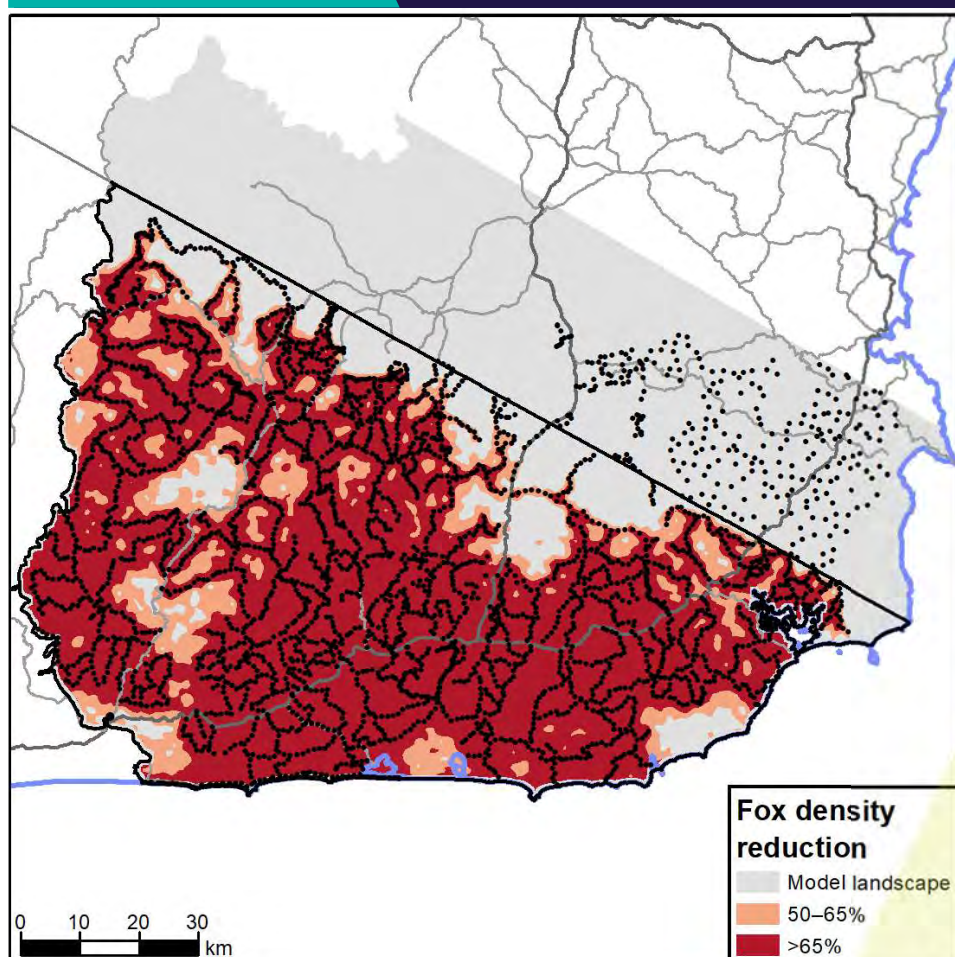 Fox density
reduction
Model landscape
50–65%
>65%
0 10 20 30
km